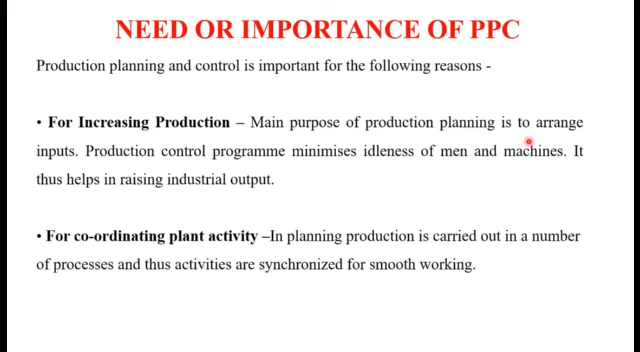 NEED OR IMPORTANCE OF PPC
Production planning and control is important for the following reasons -
• For Increasing Production – Main purpose of production planning is to arrange
inputs. Production control programme minimises idleness of men and machines. It
thus helps in raising industrial output.
• For co-ordinating plant activity –In planning production is carried out in a number
of processes and thus activities are synchronized for smooth working.